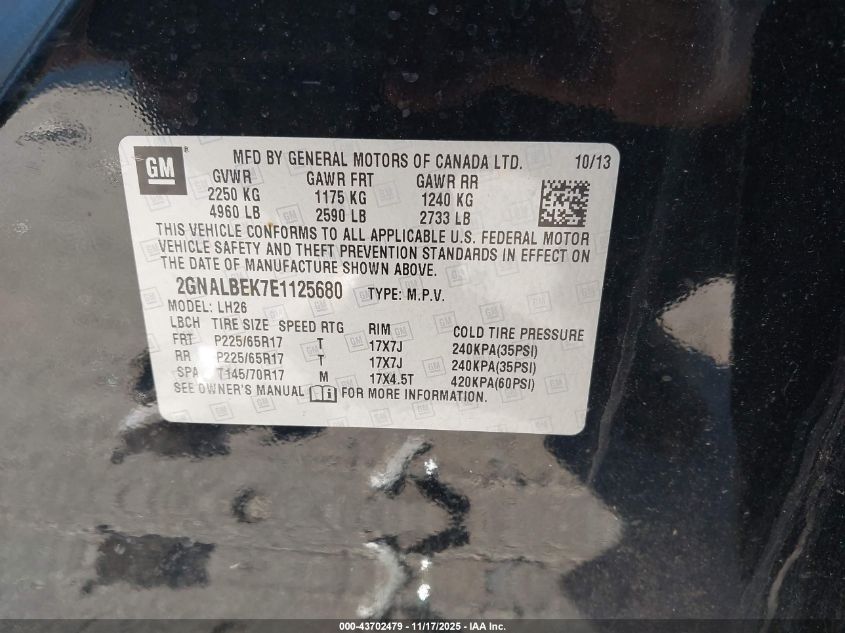 GM
MFD BY GENERAL MOTORS OF CANADA LTD. 10/13
GVWR GAWR FRT GAWR RR
2250 KG 1175 KG 1240 KG
4960 LB 2590 LB 2733 LB
THIS VEHICLE CONFORMS TO ALL APPLICABLE U.S. FEDERAL MOTOR
VEHICLE SAFETY AND THEFT PREVENTION STANDARDS IN EFFECT ON
THE DATE OF MANUFACTURE SHOWN ABOVE.
2GNALBEK7E1125680 TYPE: M.P.V.
MODEL: LH26
LBCH TIRE SIZE SPEED RTG RIM COLD TIRE PRESSURE
FRT P225/65R17 T 17X7J 240KPA(35PSI)
RR P225/65R17 T 17X7J 240KPA(35PSI)
SPA T145/70R17 M 17X4.5T 420KPA(60PSI)
SEE OWNER'S MANUAL FOR MORE INFORMATION.
000-43702479 - 11/17/2025 - IAA Inc.